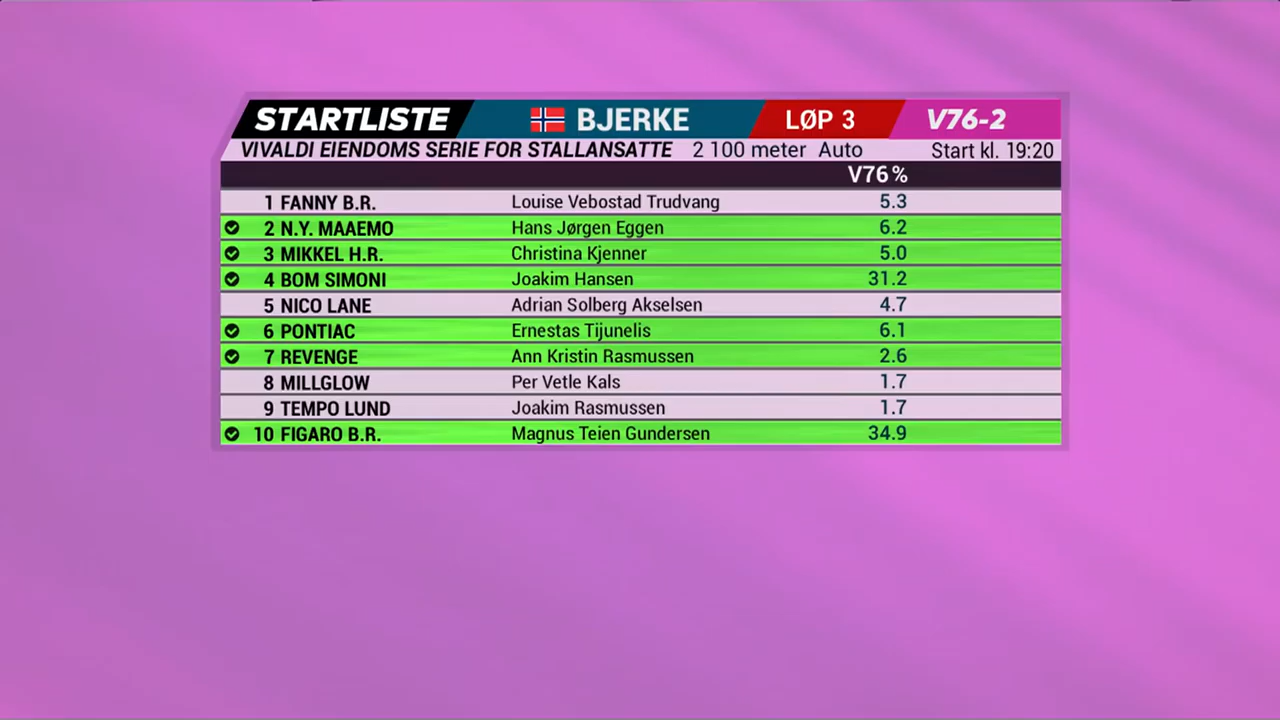 STARTLISTE BJERKE LØP 3 V76-2
VIVALDI EIENDOMS SERIE FOR STALLANSATTE 2 100 meter Auto Start kl. 19:20
V76%
1 FANNY B.R. Louise Vebostad Trudvang 5.3
2 N.Y. MAAEMO Hans Jørgen Eggen 6.2
3 MIKKEL H.R. Christina Kjenner 5.0
4 BOM SIMONI Joakim Hansen 31.2
5 NICO LANE Adrian Solberg Akselsen 4.7
6 PONTIAC Ernestas Tijunelis 6.1
7 REVENGE Ann Kristin Rasmussen 2.6
8 MILLGLOW Per Vetle Kals 1.7
9 TEMPO LUND Joakim Rasmussen 1.7
10 FIGARO B.R. Magnus Teien Gundersen 34.9